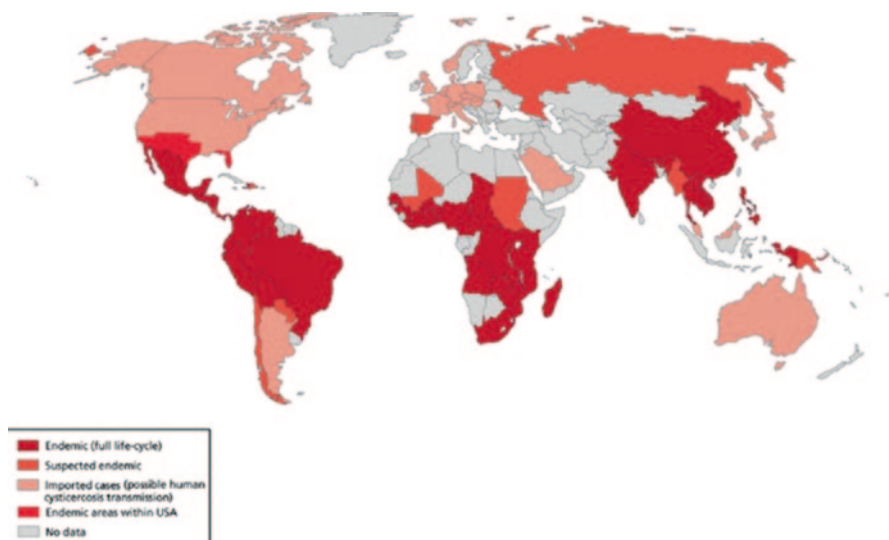 Endemic (full life-cycle)
Suspected endemic
Imported cases (possible human
cysticercosis transmission)
Endemic areas within USA
No data